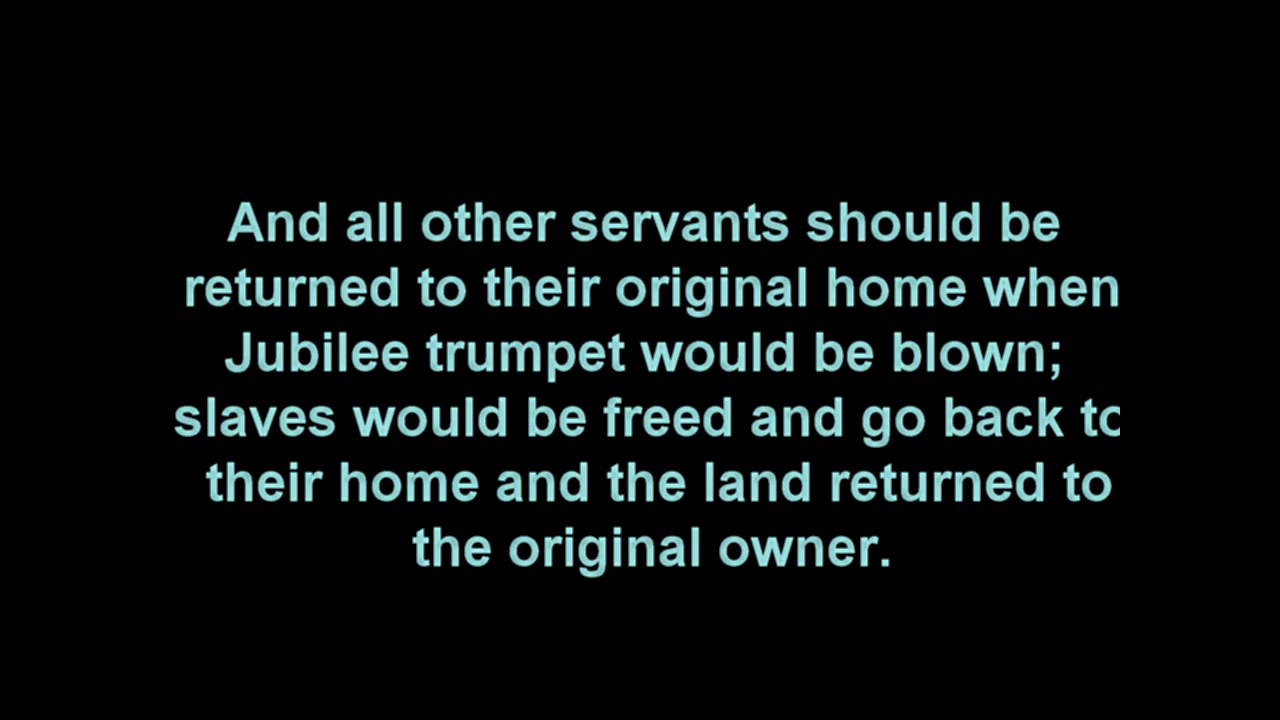 And all other servants should be
returned to their original home when
Jubilee trumpet would be blown;
slaves would be freed and go back to
their home and the land returned to
the original owner.